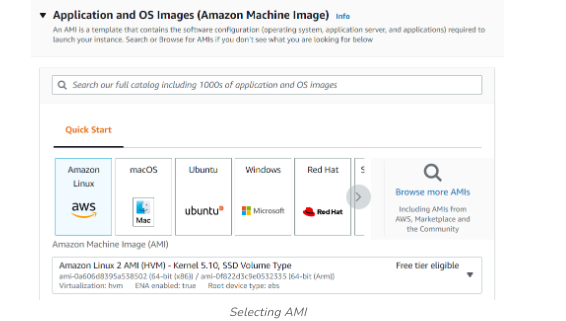 ▼ Application and OS Images (Amazon Machine Image) Info
An AMI is a template that contains the software configuration (operating system, application server, and applications) required to
launch your instance. Search or Browse for AMIs if you don't see what you are looking for below
Search our full catalog including 1000s of application and OS images
Quick Start
Amazon Linux
aws
macOS
Mac
Ubuntu
ubuntu
Windows
Microsoft
Red Hat
Red Hat
S
Browse more AMIs
Including AMIs from
AWS, Marketplace and
the Community
Amazon Machine Image (AMI)
Amazon Linux 2 AMI (HVM) - Kernel 5.10, SSD Volume Type
Free tier eligible
ami-0a606d8395a538502 (64-bit (x86)) / ami-0f822d3c9e0532335 (64-bit (Arm))
Virtualization: hvm ENA enabled: true Root device type: ebs
Selecting AMI